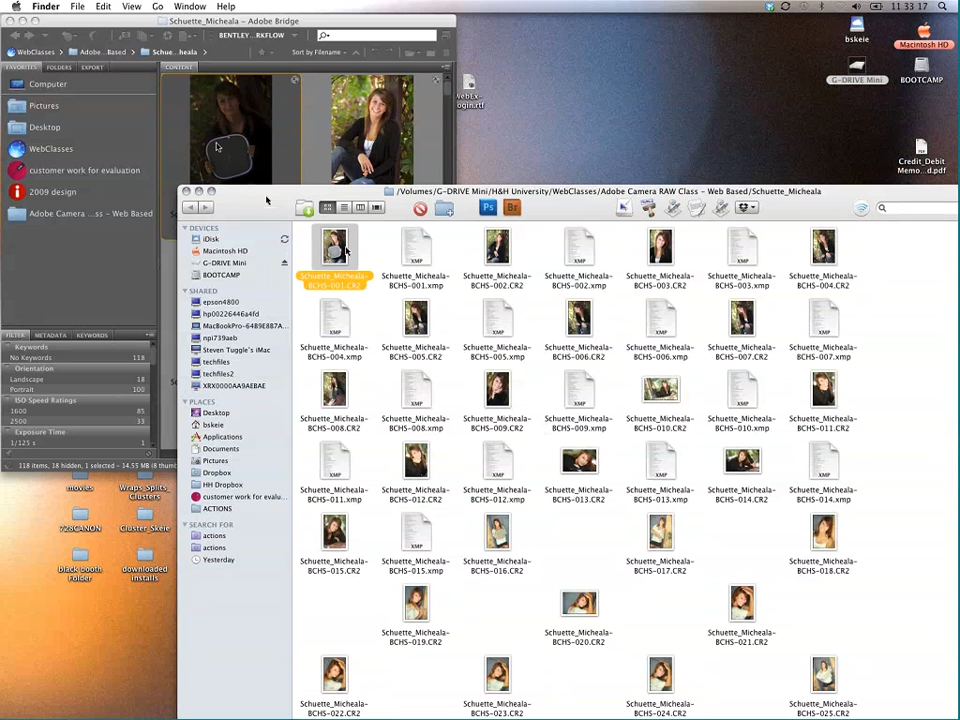 Finder File Edit View Go Window Help 11 33 17
Schuette_Micheala – Adobe Bridge
BENTLEY...RKFLOW
WebClasses Adobe...Based Schue...heala Sort by Filename
FAVORITES FOLDERS EXPORT CONTENT
Computer
Pictures
Desktop
WebClasses
customer work for evaluation
2009 design
Adobe Camera ...ss – Web Based
FILTER METADATA KEYWORDS
Keywords
No Keywords 118
Orientation
Landscape 18
Portrait 100
ISO Speed Ratings
1600 85
2500 33
Exposure Time
1/125 s 1
118 items, 18 hidden, 1 selected - 14.55 MB (8 thumb
WebEx-
login.rtf
bskeie
Macintosh HD
G-DRIVE Mini
BOOTCAMP
Credit_Debit
Memo...d.pdf
movies
Wraps_Splits_
Clusters
72SCANON
Cluster_Skeie
black booth
Folder
downloaded
installs
/Volumes/G-DRIVE Mini/H&H University/WebClasses/Adobe Camera RAW Class - Web Based/Schuette_Micheala
Ps Br
DEVICES
iDisk
Macintosh HD
G-DRIVE Mini
BOOTCAMP
SHARED
epson4800
hp00226446a4fd
MacBookPro-64B9E8B7A...
npi739aab
Steven Tuggle's iMac
techfiles
techfiles2
XRX0000AA9AEBAE
PLACES
Desktop
bskeie
Applications
Documents
Pictures
Dropbox
HH Dropbox
customer work for evalu...
ACTIONS
SEARCH FOR
actions
actions
Yesterday
Schuette_Micheala-BCHS-001.CR2
Schuette_Micheala-BCHS-001.xmp
Schuette_Micheala-BCHS-002.CR2
Schuette_Micheala-BCHS-002.xmp
Schuette_Micheala-BCHS-003.CR2
Schuette_Micheala-BCHS-003.xmp
Schuette_Micheala-BCHS-004.CR2
XMP
Schuette_Micheala-BCHS-004.xmp
Schuette_Micheala-BCHS-005.CR2
Schuette_Micheala-BCHS-005.xmp
Schuette_Micheala-BCHS-006.CR2
Schuette_Micheala-BCHS-006.xmp
Schuette_Micheala-BCHS-007.CR2
Schuette_Micheala-BCHS-007.xmp
Schuette_Micheala-BCHS-008.CR2
Schuette_Micheala-BCHS-008.xmp
Schuette_Micheala-BCHS-009.CR2
Schuette_Micheala-BCHS-009.xmp
Schuette_Micheala-BCHS-010.CR2
Schuette_Micheala-BCHS-010.xmp
Schuette_Micheala-BCHS-011.CR2
Schuette_Micheala-BCHS-011.xmp
Schuette_Micheala-BCHS-012.CR2
Schuette_Micheala-BCHS-012.xmp
Schuette_Micheala-BCHS-013.CR2
Schuette_Micheala-BCHS-013.xmp
Schuette_Micheala-BCHS-014.CR2
Schuette_Micheala-BCHS-014.xmp
Schuette_Micheala-BCHS-015.CR2
Schuette_Micheala-BCHS-015.xmp
Schuette_Micheala-BCHS-016.CR2
Schuette_Micheala-BCHS-017.CR2
Schuette_Micheala-BCHS-018.CR2
Schuette_Micheala-BCHS-019.CR2
Schuette_Micheala-BCHS-020.CR2
Schuette_Micheala-BCHS-021.CR2
Schuette_Micheala-BCHS-022.CR2
Schuette_Micheala-BCHS-023.CR2
Schuette_Micheala-BCHS-024.CR2
Schuette_Micheala-BCHS-025.CR2